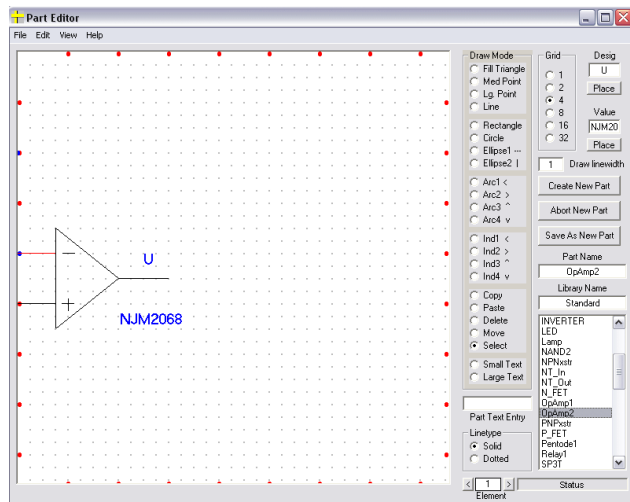 Part Editor
File Edit View Help
U
NJM2068
Draw Mode
Fill Triangle
Med Point
Lg. Point
Line
Rectangle
Circle
Ellipse1 ---
Ellipse2 |
Arc1 <
Arc2 >
Arc3 ^
Arc4 v
Ind1 <
Ind2 >
Ind3 ^
Ind4 v
Copy
Paste
Delete
Move
Select
Small Text
Large Text
Part Text Entry
Linetype
Solid
Dotted
< 1 >
Element
Grid
1
2
4
8
16
32
Desig
U
Place
Value
NJM20
Place
1 Draw linewidth
Create New Part
Abort New Part
Save As New Part
Part Name
OpAmp2
Library Name
Standard
INVERTER
LED
Lamp
NAND2
NPNxstr
NT_In
NT_Out
N_FET
OpAmp1
OpAmp2
PNPxstr
P_FET
Pentode1
Relay1
SP3T
Status